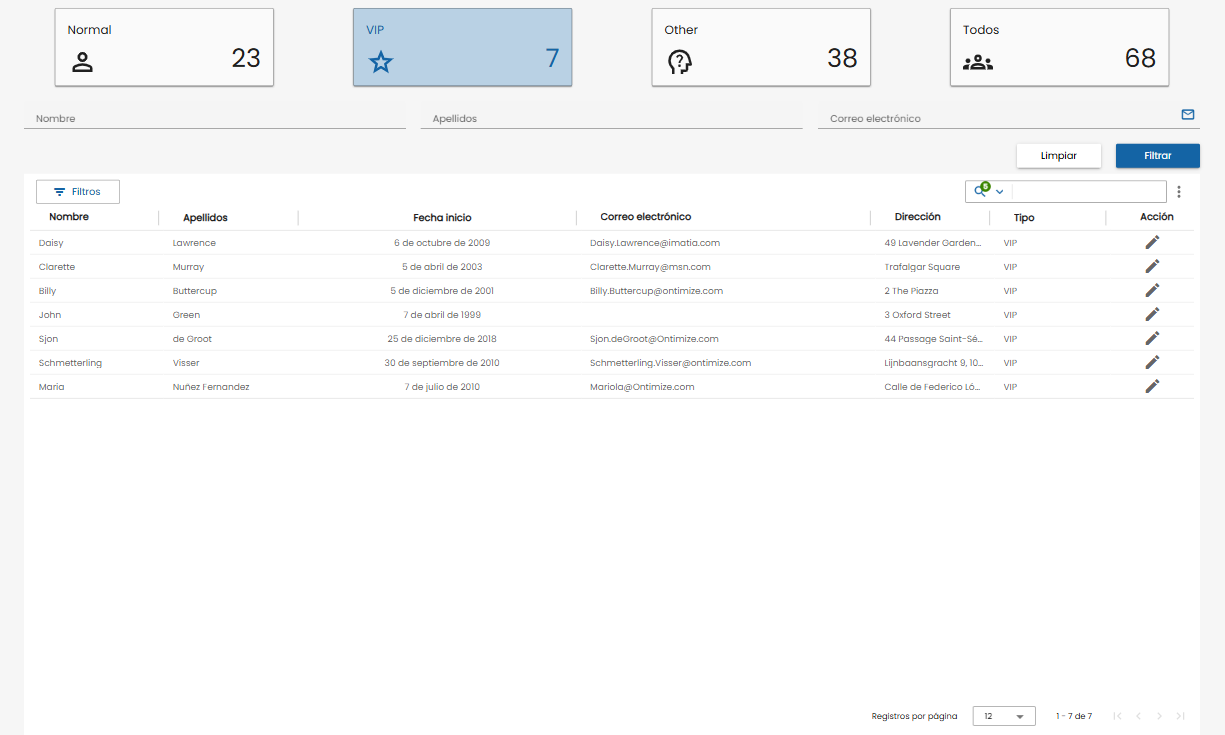 Normal VIP Other Todos
23 7 38 68
Nombre Apellidos Correo electrónico
Limpiar Filtrar
Filtros 5
Nombre Apellidos Fecha inicio Correo electrónico Dirección Tipo Acción
Daisy Lawrence 6 de octubre de 2009 Daisy.Lawrence@imatia.com 49 Lavender Garden... VIP
Clarette Murray 5 de abril de 2003 Clarette.Murray@msn.com Trafalgar Square VIP
Billy Buttercup 5 de diciembre de 2001 Billy.Buttercup@ontimize.com 2 The Piazza VIP
John Green 7 de abril de 1999 3 Oxford Street VIP
Sjon de Groot 25 de diciembre de 2018 Sjon.deGroot@Ontimize.com 44 Passage Saint-Sé... VIP
Schmetterling Visser 30 de septiembre de 2010 Schmetterling.Visser@ontimize.com Lijnbaansgracht 9, 10... VIP
Maria Nuñez Fernandez 7 de julio de 2010 Mariola@Ontimize.com Calle de Federico Ló... VIP
Registros por página 12 1 - 7 de 7